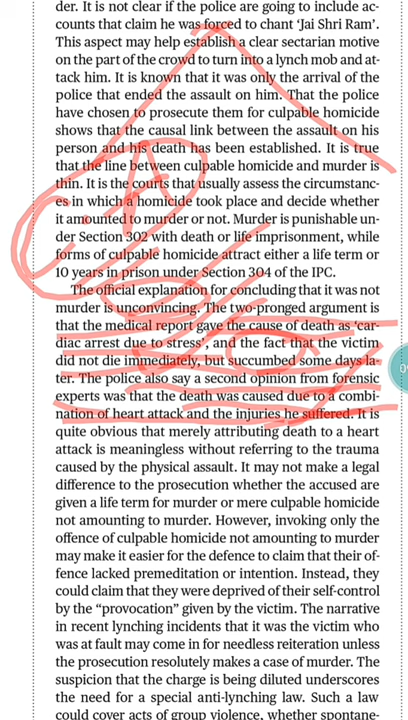 der. It is not clear if the police are going to include ac-
counts that claim he was forced to chant ‘Jai Shri Ram’.
This aspect may help establish a clear sectarian motive
on the part of the crowd to turn into a lynch mob and at-
tack him. It is known that it was only the arrival of the
police that ended the assault on him. That the police
have chosen to prosecute them for culpable homicide
shows that the causal link between the assault on his
person and his death has been established. It is true
that the line between culpable homicide and murder is
thin. It is the courts that usually assess the circumstanc-
es in which a homicide took place and decide whether
it amounted to murder or not. Murder is punishable un-
der Section 302 with death or life imprisonment, while
forms of culpable homicide attract either a life term or
10 years in prison under Section 304 of the IPC.
The official explanation for concluding that it was not
murder is unconvincing. The two-pronged argument is
that the medical report gave the cause of death as ‘car-
diac arrest due to stress’, and the fact that the victim
did not die immediately, but succumbed some days la-
ter. The police also say a second opinion from forensic
experts was that the death was caused due to a combi-
nation of heart attack and the injuries he suffered. It is
quite obvious that merely attributing death to a heart
attack is meaningless without referring to the trauma
caused by the physical assault. It may not make a legal
difference to the prosecution whether the accused are
given a life term for murder or mere culpable homicide
not amounting to murder. However, invoking only the
offence of culpable homicide not amounting to murder
may make it easier for the defence to claim that their of-
fence lacked premeditation or intention. Instead, they
could claim that they were deprived of their self-control
by the “provocation” given by the victim. The narrative
in recent lynching incidents that it was the victim who
was at fault may come in for needless reiteration unless
the prosecution resolutely makes a case of murder. The
suspicion that the charge is being diluted underscores
the need for a special anti-lynching law. Such a law
could cover acts of group violence, whether spontane-